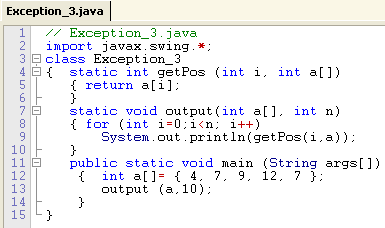 Exception_3.java
1 // Exception_3.java
2 import javax.swing.*;
3 class Exception_3
4 { static int getPos (int i, int a[])
5 { return a[i];
6 }
7 static void output(int a[], int n)
8 { for (int i=0;i<n; i++)
9 System.out.println(getPos(i,a));
10 }
11 public static void main (String args[])
12 { int a[]= { 4, 7, 9, 12, 7 };
13 output (a,10);
14 }
15 }